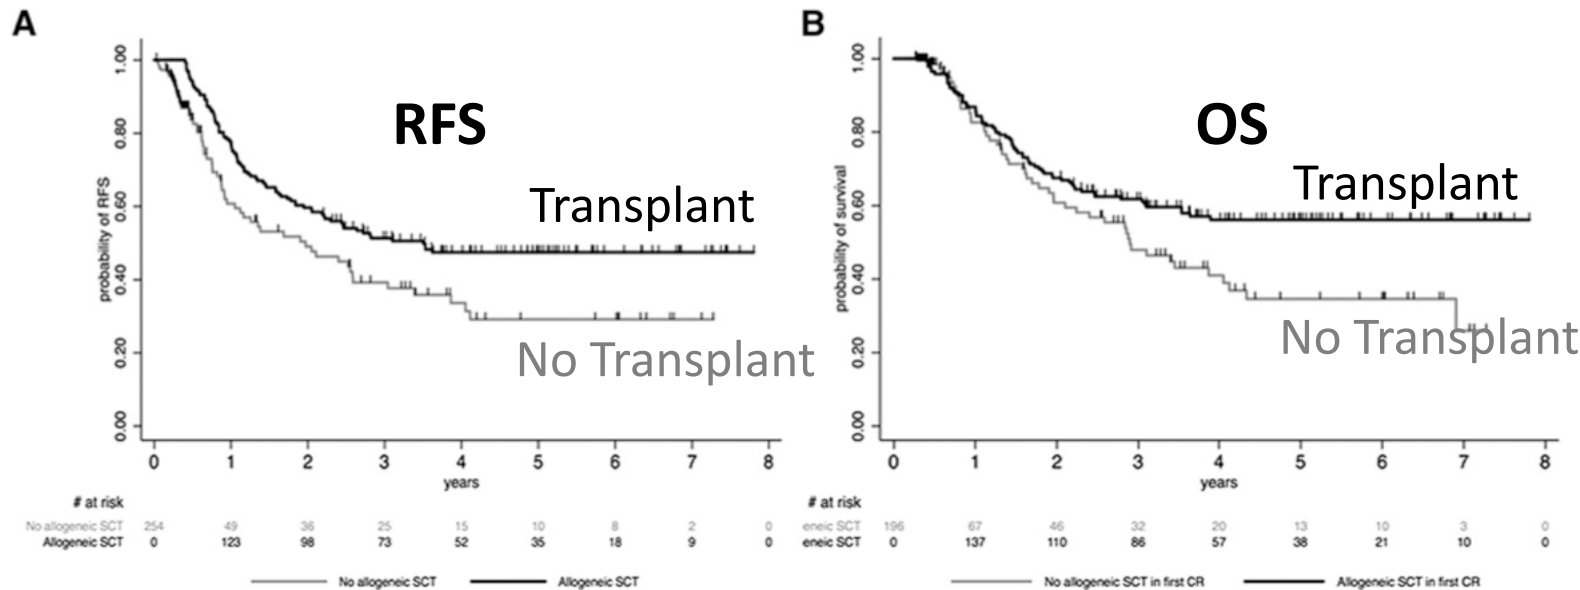 A
RFS
Transplant
No Transplant
probability of RFS
1.00
0.80
0.60
0.40
0.20
0.00
0 1 2 3 4 5 6 7 8
years
# at risk
No allogeneic SCT 254 49 36 25 15 10 8 2 0
Allogeneic SCT 0 123 98 73 52 35 18 9 0
No allogeneic SCT Allogeneic SCT
B
OS
Transplant
No Transplant
probability of survival
1.00
0.80
0.60
0.40
0.20
0.00
0 1 2 3 4 5 6 7 8
years
# at risk
eneic SCT 196 67 46 32 20 13 10 3 0
eneic SCT 0 137 110 86 57 38 21 10 0
No allogeneic SCT in first CR Allogeneic SCT in first CR